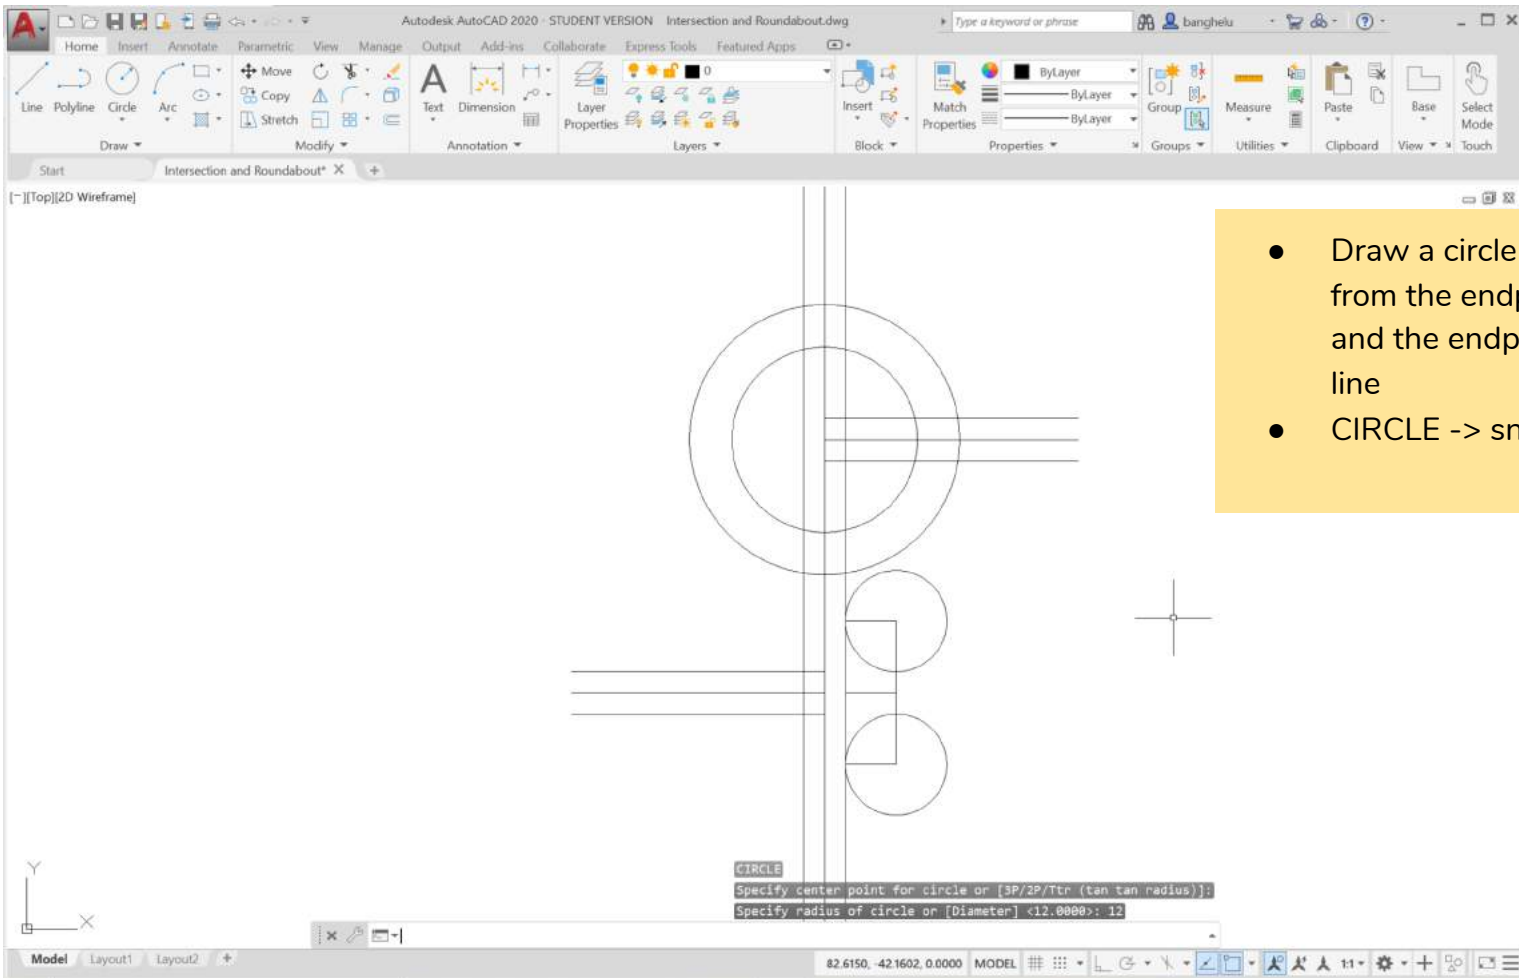 Autodesk AutoCAD 2020 - STUDENT VERSION Intersection and Roundabout.dwg
Type a keyword or phrase
banghelu
Home Insert Annotate Parametric View Manage Output Add-ins Collaborate Express Tools Featured Apps
Move
0
ByLayer
Copy
ByLayer
Line Polyline Circle Arc
Text Dimension
Layer Properties
Insert
Match Properties
Group
Measure
Paste
Base
Select Mode
Stretch
ByLayer
Draw Modify Annotation Layers Block Properties Groups Utilities Clipboard View Touch
Start Intersection and Roundabout* X +
[−][Top][2D Wireframe]
● Draw a circle
from the endp
and the endp
line
● CIRCLE -> sn
Y
X
CIRCLE
Specify center point for circle or [3P/2P/Ttr (tan tan radius)]:
Specify radius of circle or [Diameter] <12.0000>: 12
Model Layout1 Layout2 +
82.6150, -42.1602, 0.0000 MODEL 1:1